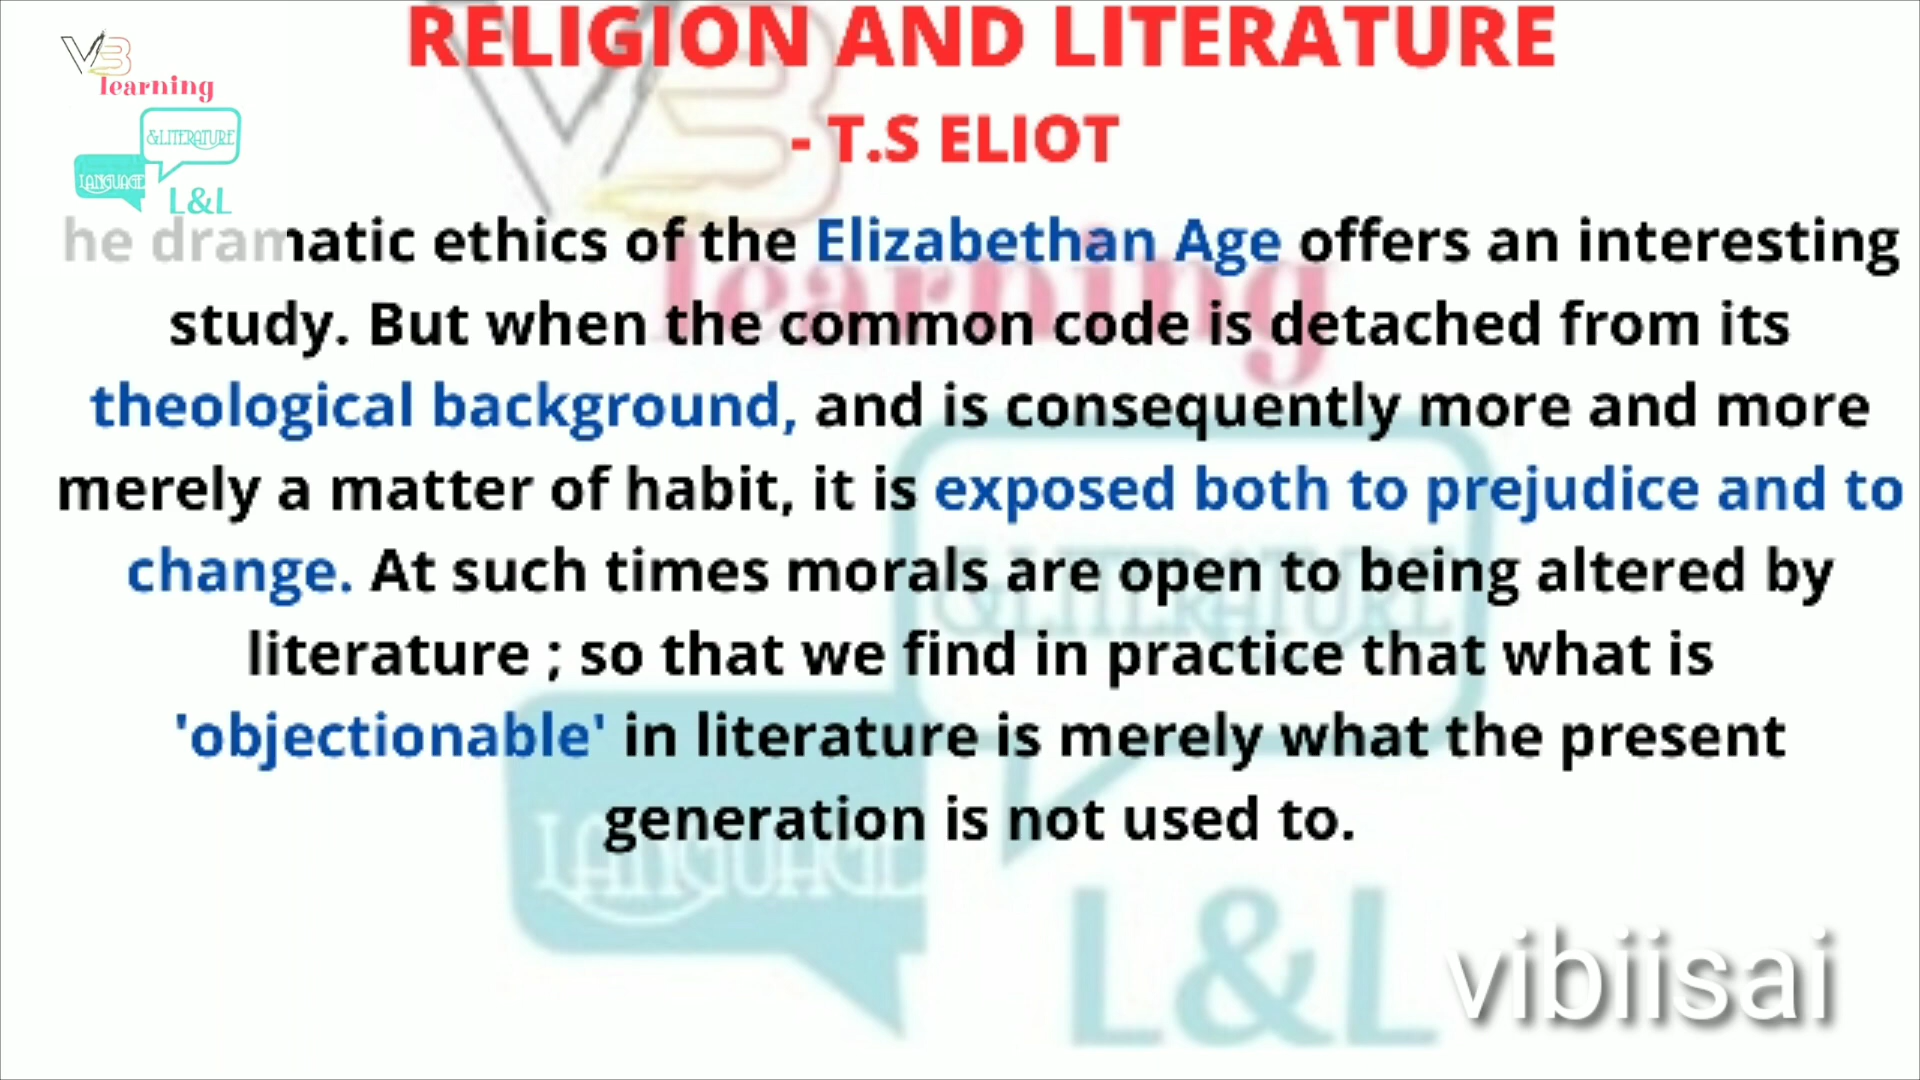 RELIGION AND LITERATURE
- T.S ELIOT
V3
learning
&LITERATURE
LANGUAGE
L&L
he dramatic ethics of the Elizabethan Age offers an interesting
study. But when the common code is detached from its
theological background, and is consequently more and more
merely a matter of habit, it is exposed both to prejudice and to
change. At such times morals are open to being altered by
literature ; so that we find in practice that what is
'objectionable' in literature is merely what the present
generation is not used to.
V3
learning
&LITERATURE
LANGUAGE
L&L
vibiisai